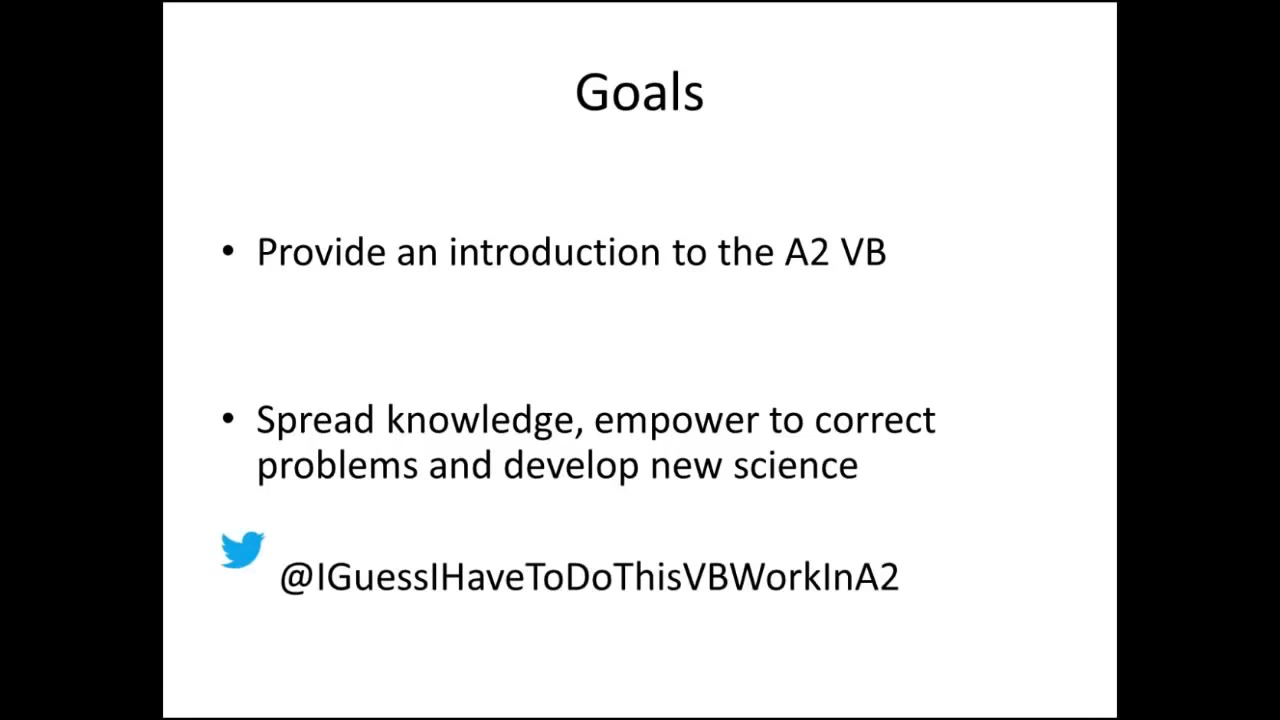 Goals
• Provide an introduction to the A2 VB
• Spread knowledge, empower to correct
problems and develop new science
@IGuessIHaveToDoThisVBWorkInA2